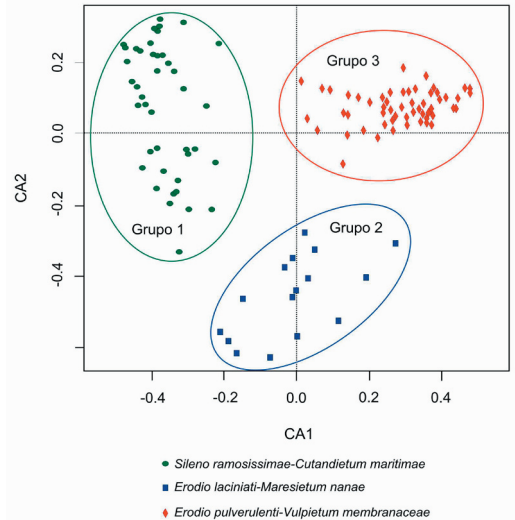 Grupo 3
Grupo 1
Grupo 2
0.2
0.0
-0.2
-0.4
CA2
-0.4
-0.2
0.0
0.2
0.4
CA1
Sileno ramosissimae-Cutandietum maritimae
Erodio laciniati-Maresietum nanae
Erodio pulverulenti-Vulpietum membranaceae